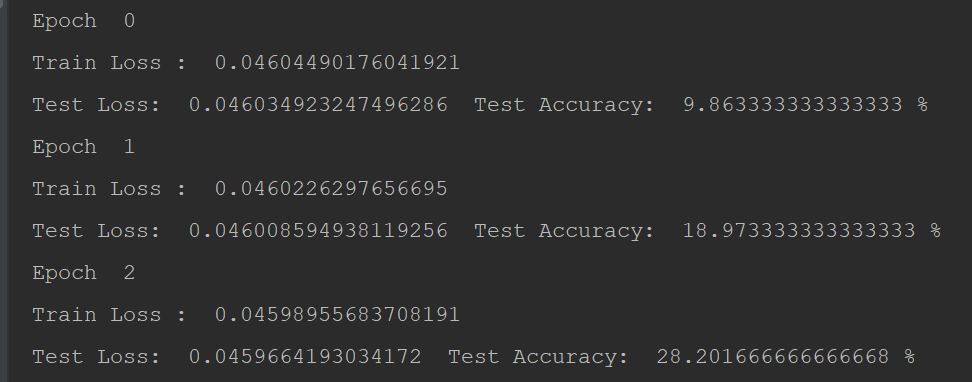 Epoch  0
Train Loss :  0.04604490176041921
Test Loss:  0.046034923247496286  Test Accuracy:  9.863333333333333 %
Epoch  1
Train Loss :  0.0460226297656695
Test Loss:  0.046008594938119256  Test Accuracy:  18.973333333333333 %
Epoch  2
Train Loss :  0.04598955683708191
Test Loss:  0.0459664193034172  Test Accuracy:  28.201666666666668 %